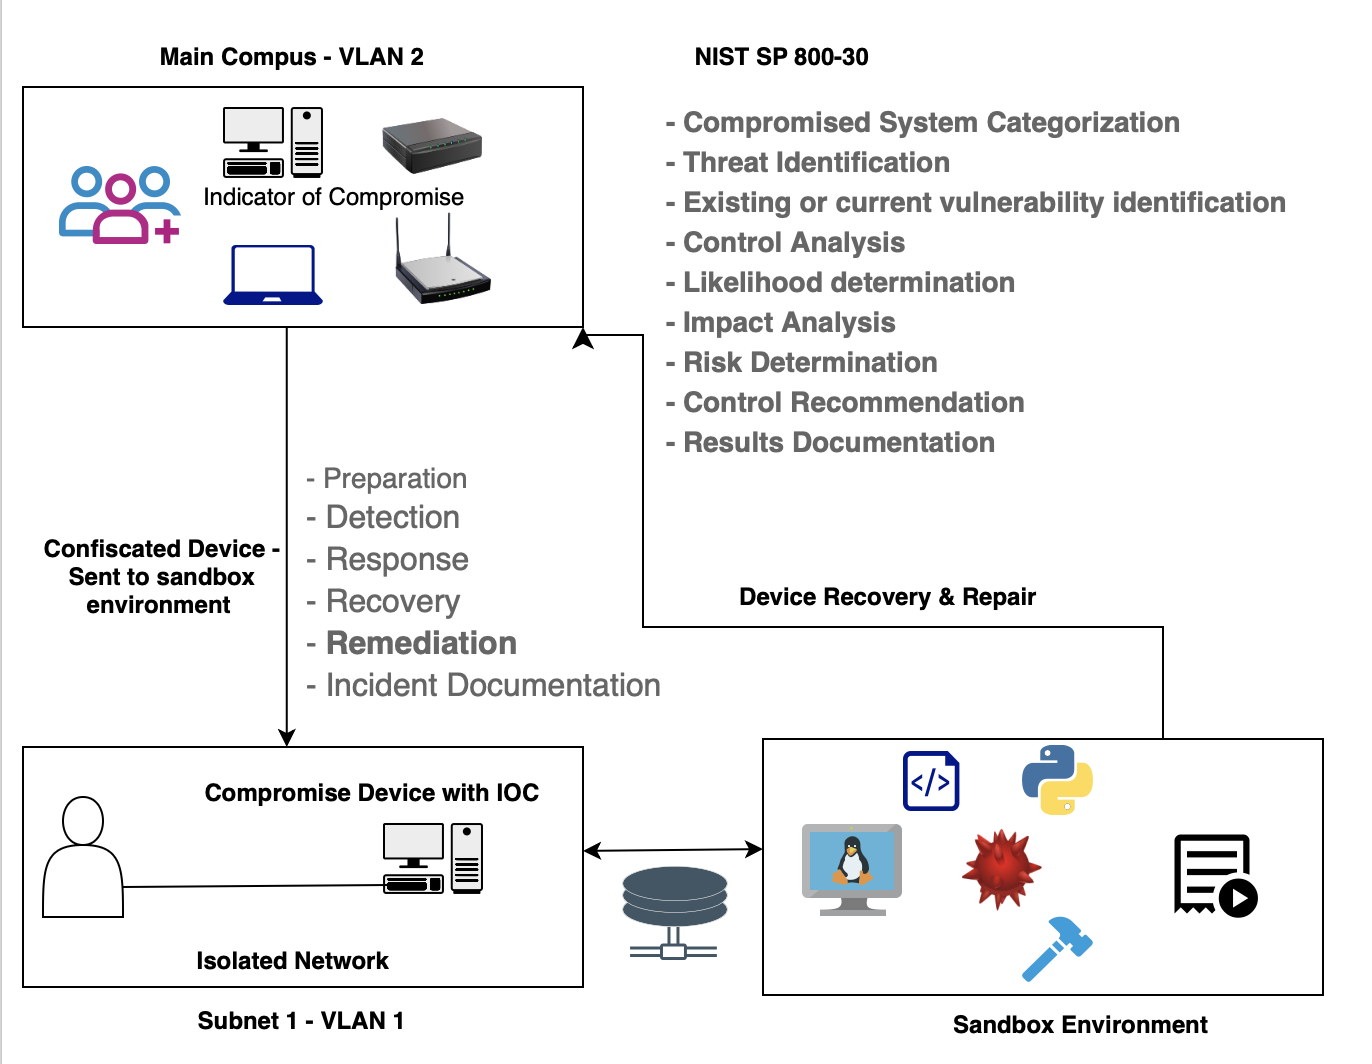 Main Compus - VLAN 2
NIST SP 800-30
Indicator of Compromise
- Compromised System Categorization
- Threat Identification
- Existing or current vulnerability identification
- Control Analysis
- Likelihood determination
- Impact Analysis
- Risk Determination
- Control Recommendation
- Results Documentation
- Preparation
- Detection
- Response
- Recovery
- Remediation
- Incident Documentation
Confiscated Device -
Sent to sandbox
environment
Device Recovery & Repair
Compromise Device with IOC
Isolated Network
Subnet 1 - VLAN 1
</>
Sandbox Environment